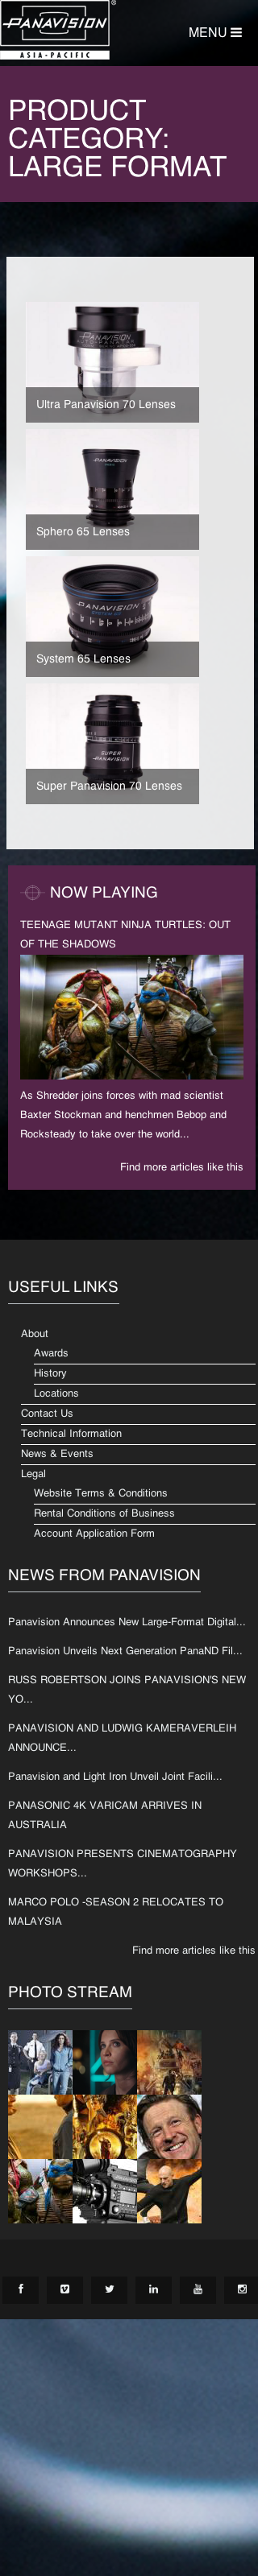 PANAVISION®
ASIA-PACIFIC
MENU
PRODUCT
CATEGORY:
LARGE FORMAT
PANAVISION
Ultra Panavision 70 Lenses
PANAVISION
Sphero 65 Lenses
PANAVISION
System 65 Lenses
SUPER
PANAVISION
Super Panavision 70 Lenses
NOW PLAYING
TEENAGE MUTANT NINJA TURTLES: OUT
OF THE SHADOWS
As Shredder joins forces with mad scientist
Baxter Stockman and henchmen Bebop and
Rocksteady to take over the world...
Find more articles like this
USEFUL LINKS
About
Awards
History
Locations
Contact Us
Technical Information
News & Events
Legal
Website Terms & Conditions
Rental Conditions of Business
Account Application Form
NEWS FROM PANAVISION
Panavision Announces New Large-Format Digital...
Panavision Unveils Next Generation PanaND Fil...
RUSS ROBERTSON JOINS PANAVISION'S NEW
YO...
PANAVISION AND LUDWIG KAMERAVERLEIH
ANNOUNCE...
Panavision and Light Iron Unveil Joint Facili...
PANASONIC 4K VARICAM ARRIVES IN
AUSTRALIA
PANAVISION PRESENTS CINEMATOGRAPHY
WORKSHOPS...
MARCO POLO -SEASON 2 RELOCATES TO
MALAYSIA
Find more articles like this
PHOTO STREAM